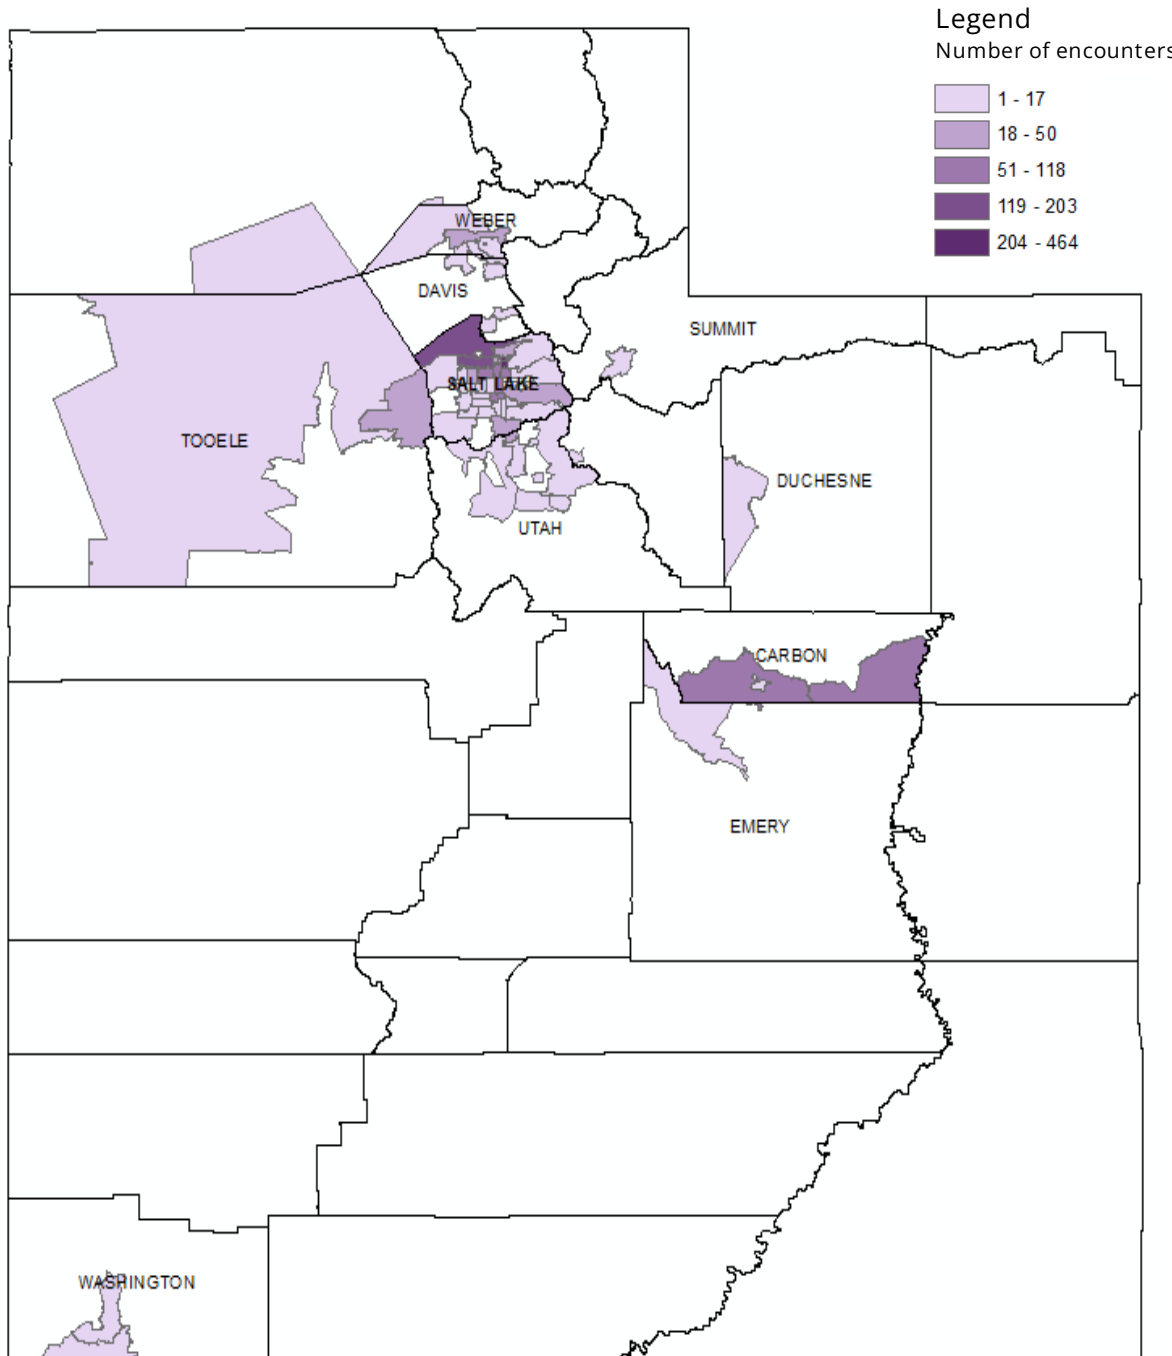 Legend
Number of encounters
1 - 17
18 - 50
51 - 118
119 - 203
204 - 464
WEBER
DAVIS
SUMMIT
SALT LAKE
TOOELE
DUCHESNE
UTAH
CARBON
EMERY
WASHINGTON